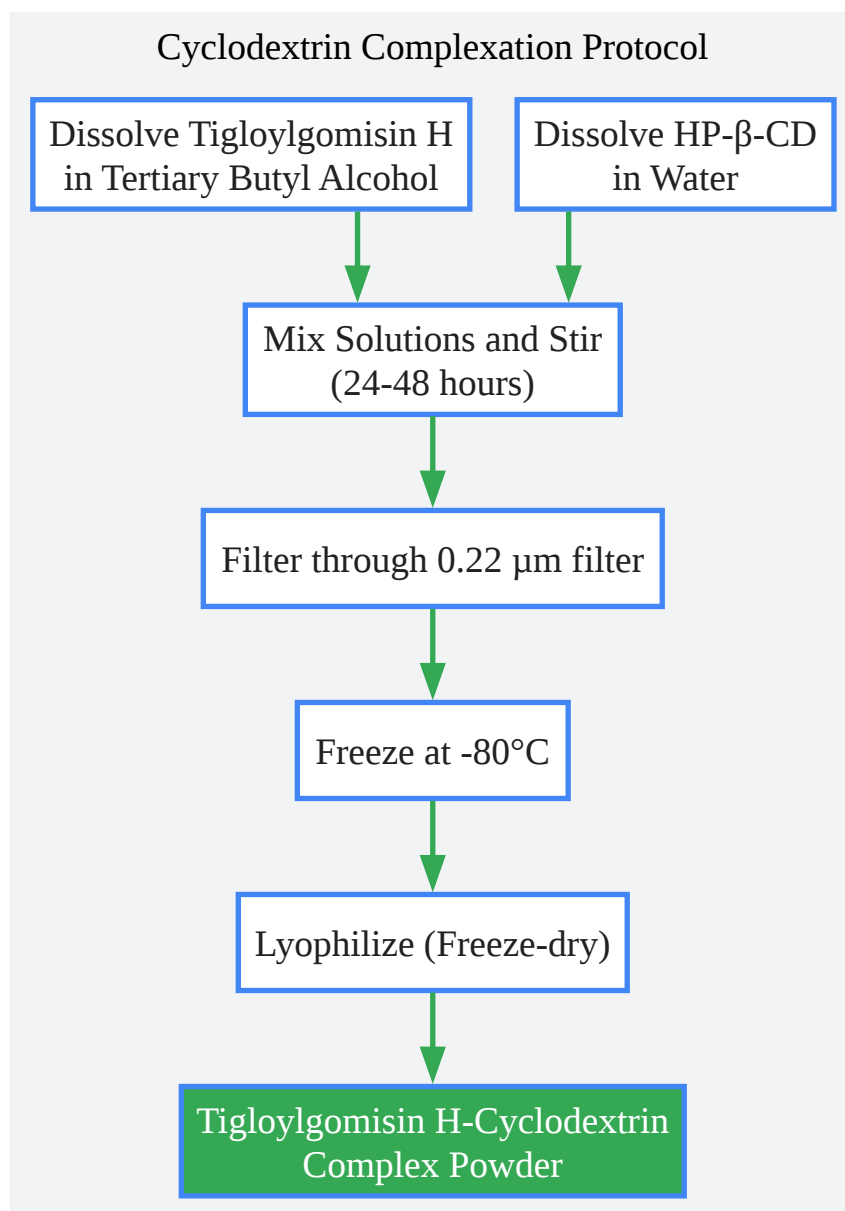 Cyclodextrin Complexation Protocol
Dissolve Tigloylgomisin H
in Tertiary Butyl Alcohol
Dissolve HP-β-CD
in Water
Mix Solutions and Stir
(24-48 hours)
Filter through 0.22 µm filter
Freeze at -80°C
Lyophilize (Freeze-dry)
Tigloylgomisin H-Cyclodextrin
Complex Powder